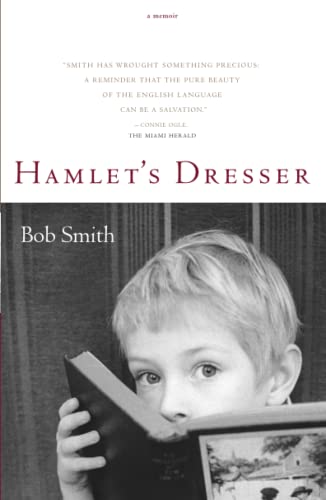 a memoir
"SMITH HAS WROUGHT SOMETHING PRECIOUS:
A REMINDER THAT THE PURE BEAUTY
OF THE ENGLISH LANGUAGE
CAN BE A SALVATION."
—CONNIE OGLE,
THE MIAMI HERALD
HAMLET'S DRESSER
Bob Smith